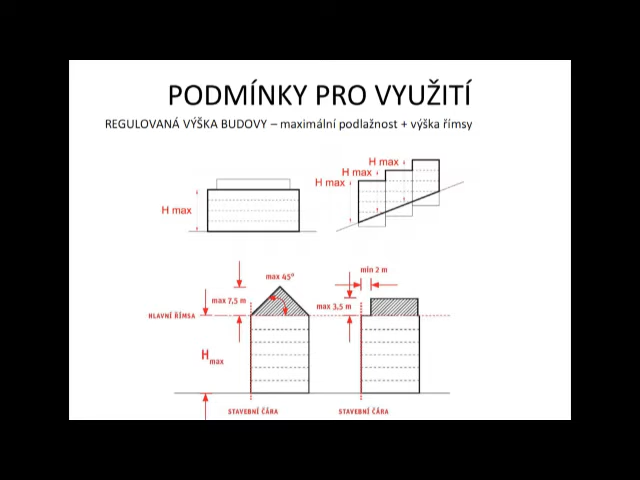 PODMÍNKY PRO VYUŽITÍ
REGULOVANÁ VÝŠKA BUDOVY – maximální podlažnost + výška římsy
H max
H max
H max
H max
max 45°
max 7,5 m
HLAVNÍ ŘÍMSA
Hmax
STAVEBNÍ ČÁRA
min 2 m
max 3,5 m
STAVEBNÍ ČÁRA